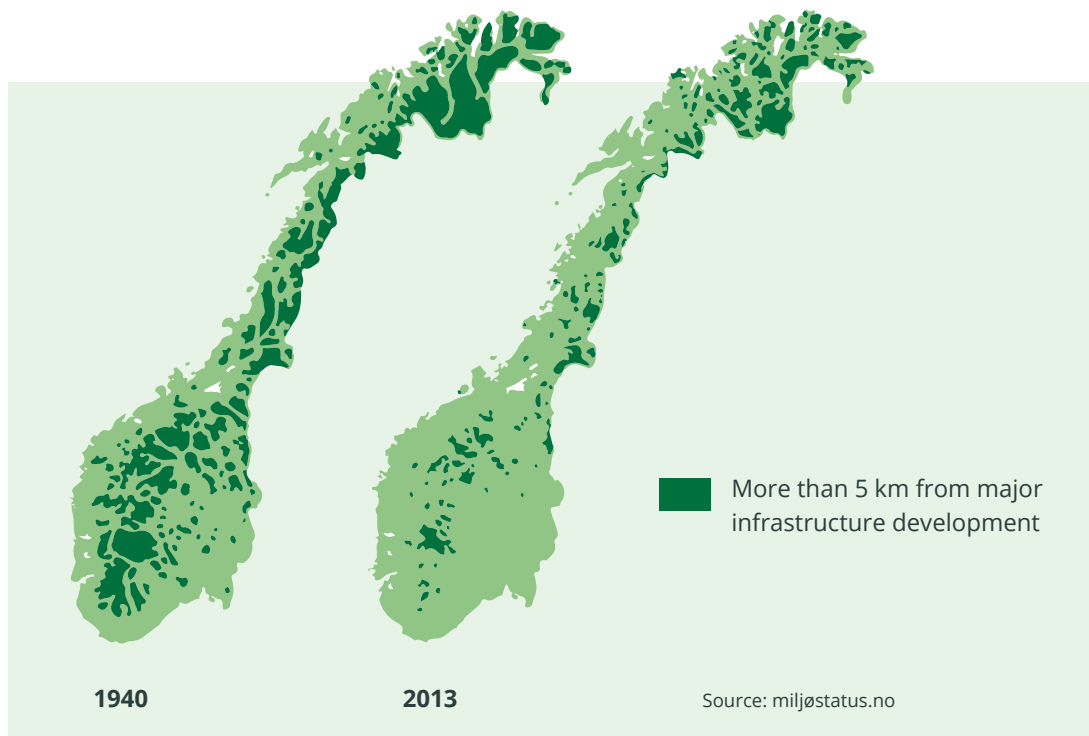 More than 5 km from major
infrastructure development
1940
2013
Source: miljøstatus.no